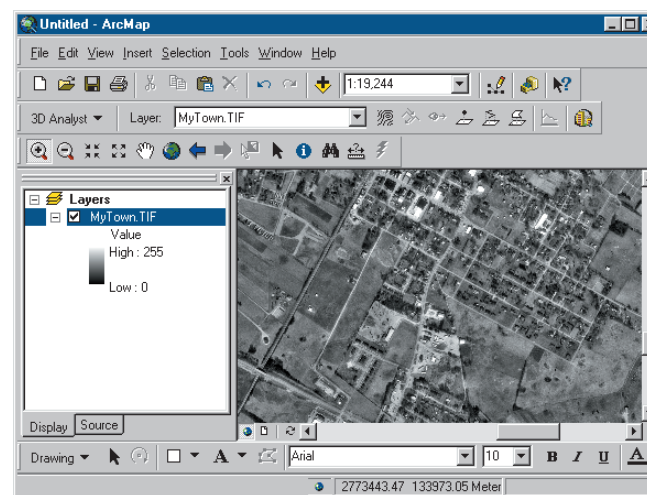 Untitled - ArcMap
File Edit View Insert Selection Tools Window Help
1:19,244
3D Analyst Layer: MyTown.TIF
Layers
MyTown.TIF
Value
High : 255
Low : 0
Display Source
Drawing A Arial 10 B I U A
2773443.47 133973.05 Meter